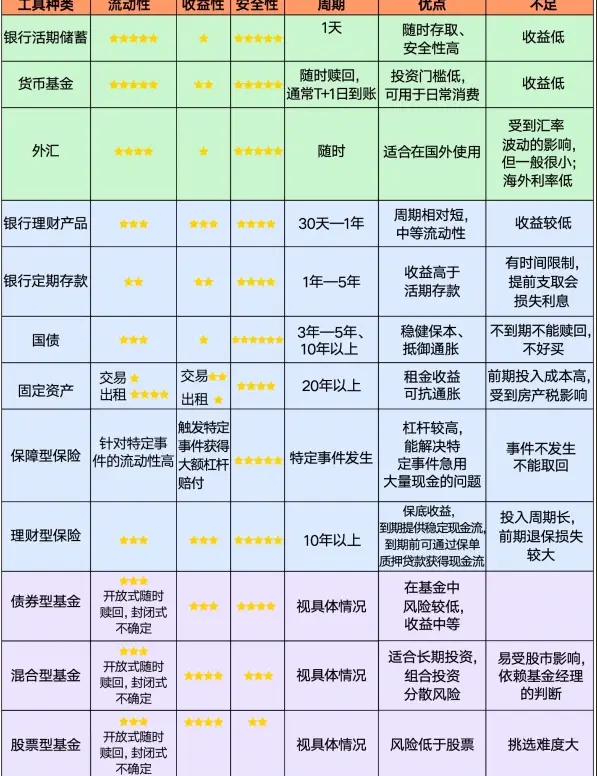 工具种类 流动性 收益性 安全性 周期 优点 不足
银行活期储蓄 ★★★★★ ★ ★★★★★ 1天 随时存取、
安全性高 收益低
货币基金 ★★★★★ ★★ ★★★★★ 随时赎回，
通常T+1日到账 投资门槛低，
可用于日常消费 收益低
外汇 ★★★★ ★ ★★★★★ 随时 适合在国外使用 受到汇率
波动的影响，
但一般很小；
海外利率低
银行理财产品 ★★★ ★★★ ★★★★ 30天—1年 周期相对短，
中等流动性 收益较低
银行定期存款 ★★ ★★ ★★★★ 1年—5年 收益高于
活期存款 有时间限制，
提前支取会
损失利息
国债 ★★★ ★ ★★★★★★ 3年—5年、
10年以上 稳健保本、
抵御通胀 不到期不能赎回，
不好买
固定资产 交易★
出租★★★★ 交易★★
出租★ ★★★★ 20年以上 租金收益
可抗通胀 前期投入成本高，
受到房产税影响
保障型保险 针对特定事
件的流动性高 触发特定
事件获得
大额杠杆
赔付 ★★★★★ 特定事件发生 杠杆较高，
能解决特
定事件急用
大量现金的问题 事件不发生
不能取回
理财型保险 ★★★ ★★★ ★★★★★ 10年以上 保底收益，
到期提供稳定现金流，
到期前可通过保单
质押贷款获得现金流 投入周期长，
前期退保损失
较大
债券型基金 ★★★
开放式随时
赎回，封闭式
不确定 ★★★ ★★★★ 视具体情况 在基金中
风险较低，
收益中等
混合型基金 ★★★
开放式随时
赎回，封闭式
不确定 ★★★★ ★★★ 视具体情况 适合长期投资，
组合投资
分散风险 易受股市影响，
依赖基金经理
的判断
股票型基金 ★★★
开放式随时
赎回，封闭式
不确定 ★★★★ ★★ 视具体情况 风险低于股票 挑选难度大